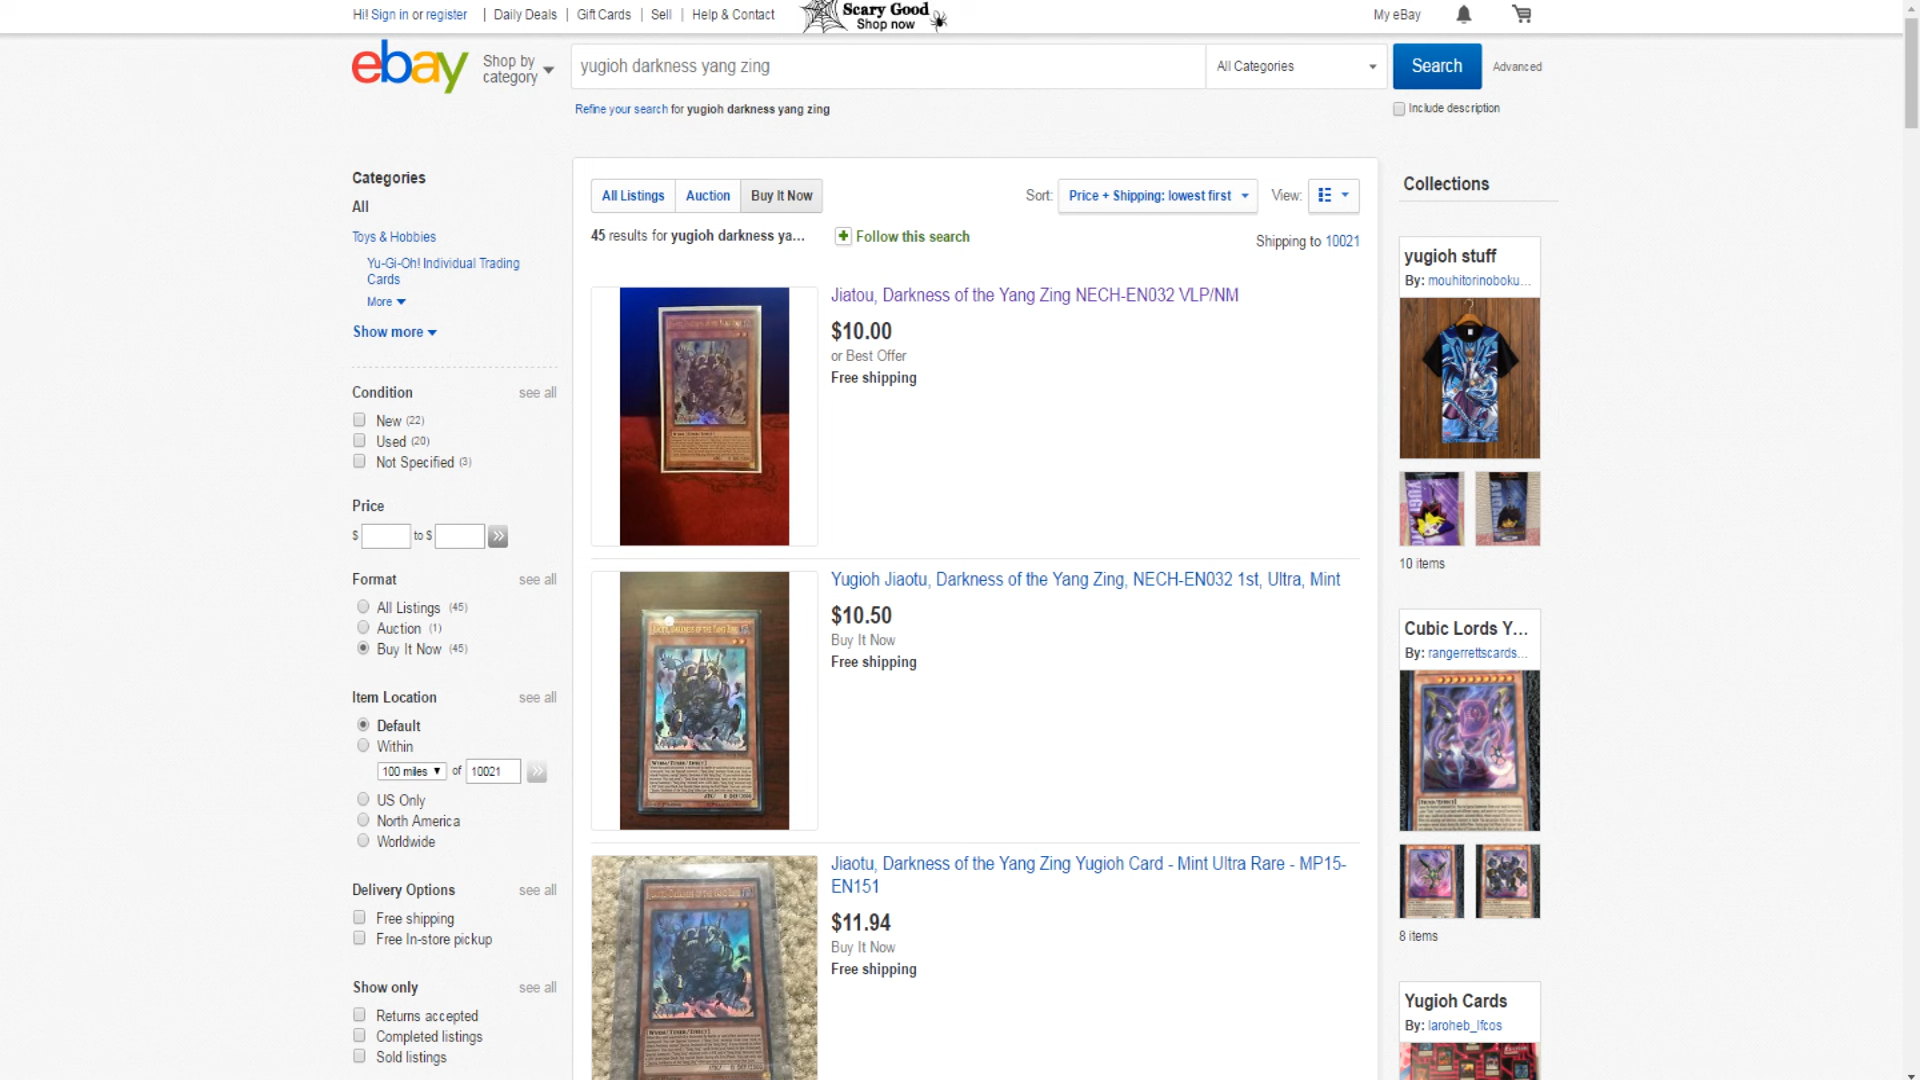 Hi! Sign in or register | Daily Deals | Gift Cards | Sell | Help & Contact
Scary Good
Shop now
My eBay
ebay
Shop by
category
yugioh darkness yang zing
All Categories
Search
Advanced
Refine your search for yugioh darkness yang zing
Include description
Categories
All
Toys & Hobbies
Yu-Gi-Oh! Individual Trading
Cards
More
Show more
Condition
see all
New (22)
Used (20)
Not Specified (3)
Price
$ to $
Format
see all
All Listings (45)
Auction (1)
Buy It Now (45)
Item Location
see all
Default
Within
100 miles of 10021
US Only
North America
Worldwide
Delivery Options
see all
Free shipping
Free In-store pickup
Show only
see all
Returns accepted
Completed listings
Sold listings
All Listings
Auction
Buy It Now
Sort: Price + Shipping: lowest first
View:
45 results for yugioh darkness ya...
Follow this search
Shipping to 10021
Jiatou, Darkness of the Yang Zing NECH-EN032 VLP/NM
$10.00
or Best Offer
Free shipping
Yugioh Jiaotu, Darkness of the Yang Zing, NECH-EN032 1st, Ultra, Mint
$10.50
Buy It Now
Free shipping
Jiaotu, Darkness of the Yang Zing Yugioh Card - Mint Ultra Rare - MP15-
EN151
$11.94
Buy It Now
Free shipping
Collections
yugioh stuff
By: mouhitorinoboku...
10 items
Cubic Lords Y...
By: rangerrettscards...
8 items
Yugioh Cards
By: laroheb_lfcos